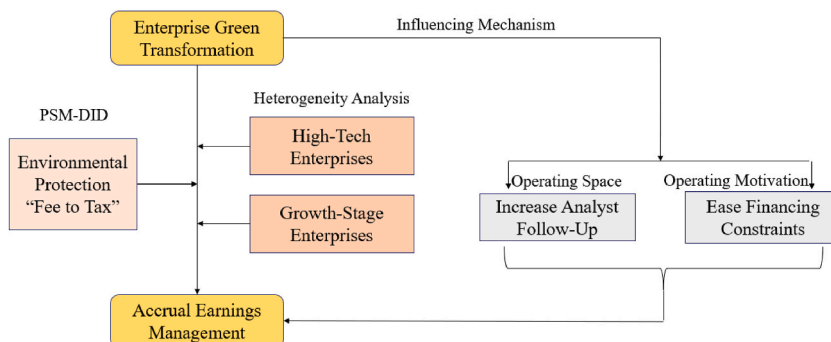 Enterprise Green
Transformation
Influencing Mechanism
PSM-DID
Heterogeneity Analysis
High-Tech
Enterprises
Environmental
Protection
“Fee to Tax”
Operating Space
Operating Motivation
Growth-Stage
Enterprises
Increase Analyst
Follow-Up
Ease Financing
Constraints
Accrual Earnings
Management